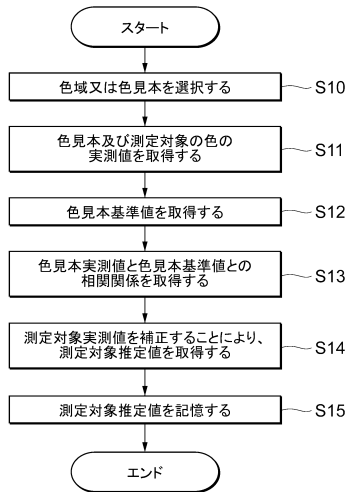 スタート
色域又は色見本を選択する
S10
色見本及び測定対象の色の
実測値を取得する
S11
色見本基準値を取得する
S12
色見本実測値と色見本基準値との
相関関係を取得する
S13
測定対象実測値を補正することにより、
測定対象推定値を取得する
S14
測定対象推定値を記憶する
S15
エンド